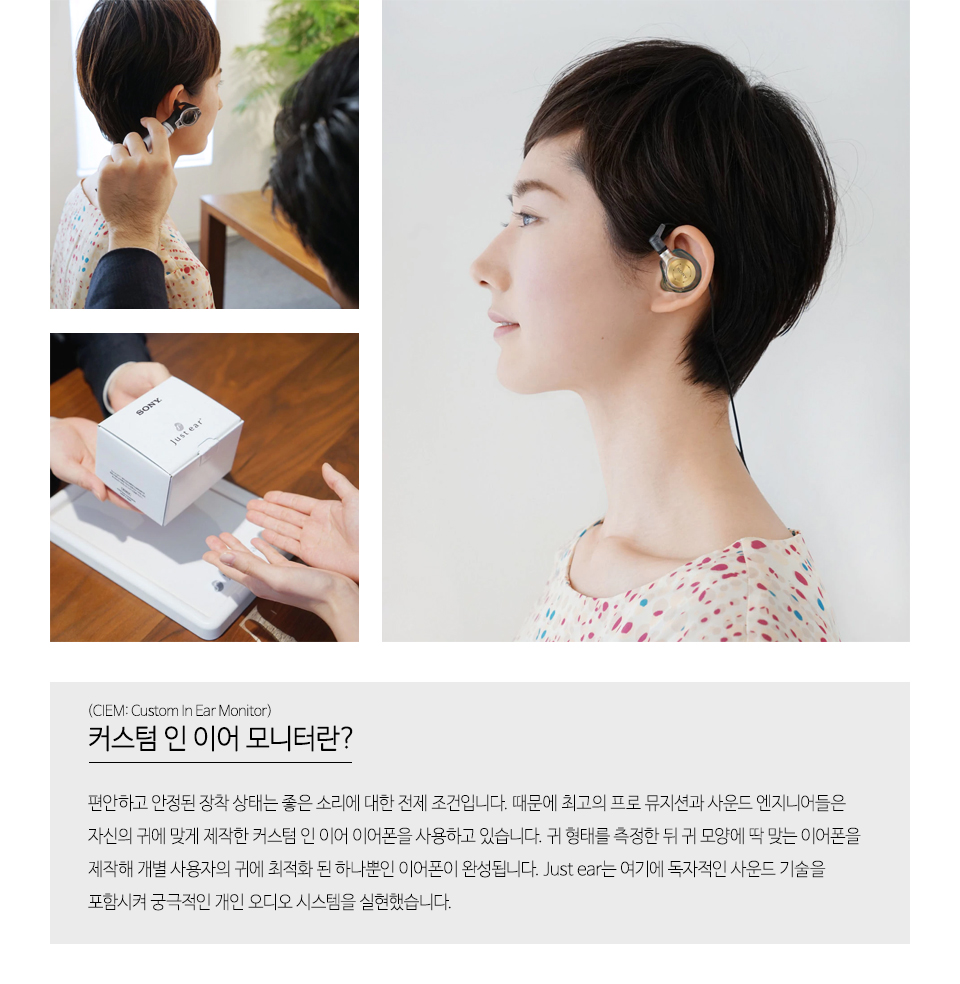 SONY
Just ear
(CIEM: Custom In Ear Monitor)
커스텀 인 이어 모니터란?
편안하고 안정된 장착 상태는 좋은 소리에 대한 전제 조건입니다. 때문에 최고의 프로 뮤지션과 사운드 엔지니어들은
자신의 귀에 맞게 제작한 커스텀 인 이어 이어폰을 사용하고 있습니다. 귀 형태를 측정한 뒤 귀 모양에 딱 맞는 이어폰을
제작해 개별 사용자의 귀에 최적화 된 하나뿐인 이어폰이 완성됩니다. Just ear는 여기에 독자적인 사운드 기술을
포함시켜 궁극적인 개인 오디오 시스템을 실현했습니다.